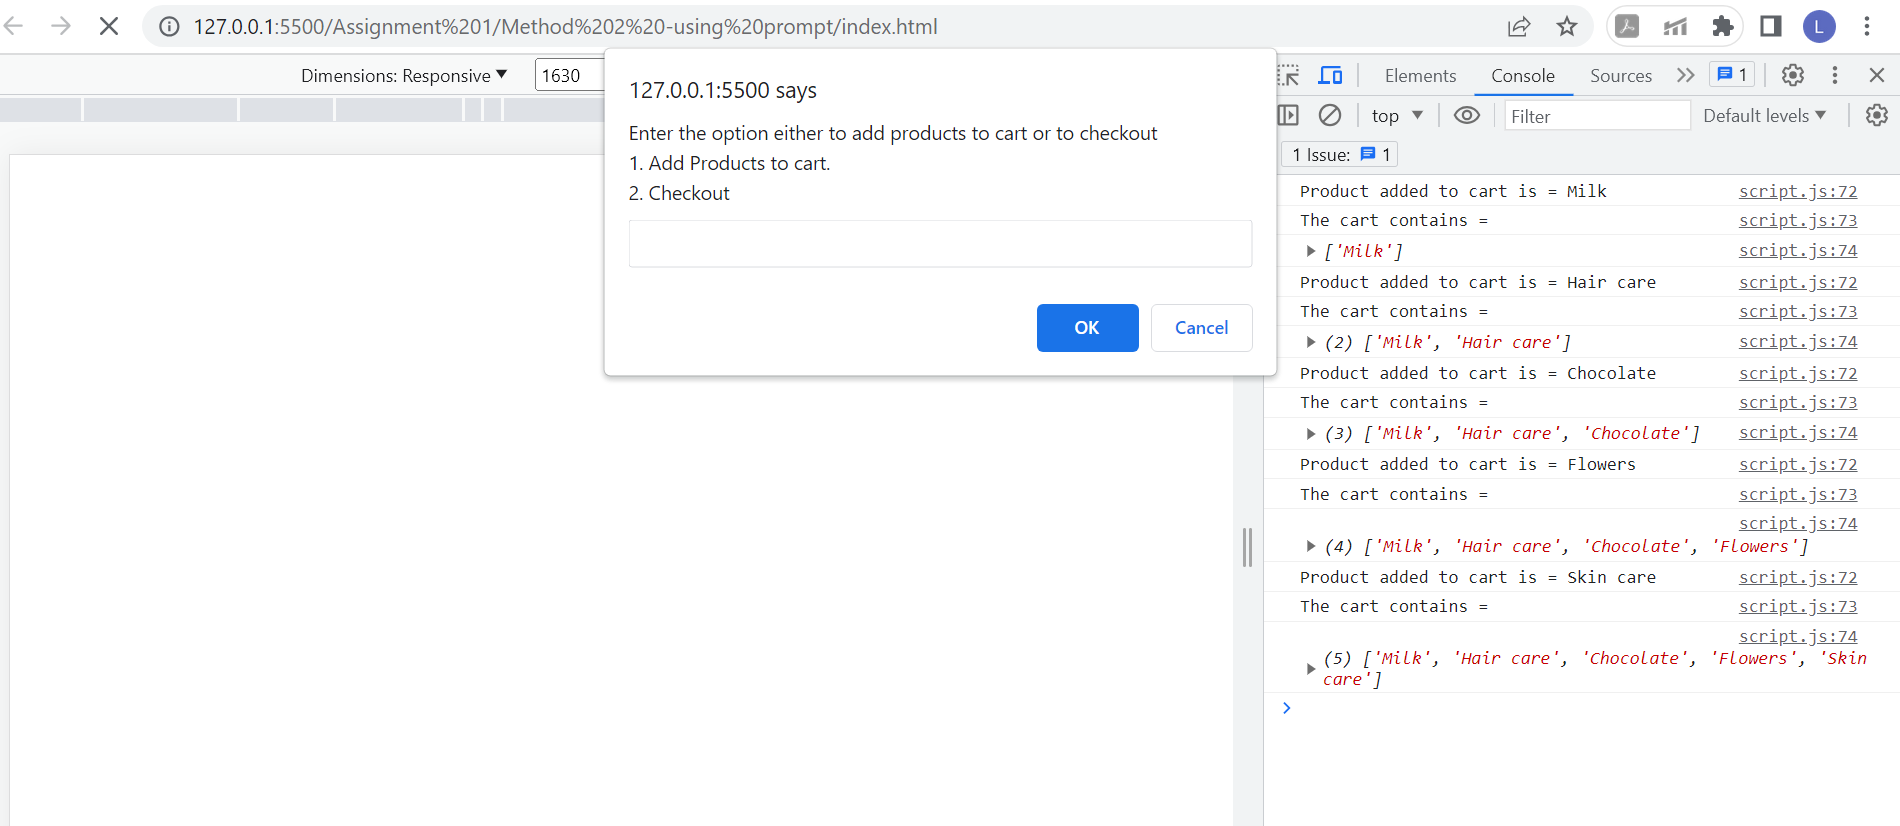 127.0.0.1:5500/Assignment%201/Method%202%20-using%20prompt/index.html
L
Dimensions: Responsive
1630
127.0.0.1:5500 says
Enter the option either to add products to cart or to checkout
1. Add Products to cart.
2. Checkout
OK
Cancel
Elements
Console
Sources
1
top
Filter
Default levels
1 Issue: 1
Product added to cart is = Milk script.js:72
The cart contains = script.js:73
['Milk'] script.js:74
Product added to cart is = Hair care script.js:72
The cart contains = script.js:73
(2) ['Milk', 'Hair care'] script.js:74
Product added to cart is = Chocolate script.js:72
The cart contains = script.js:73
(3) ['Milk', 'Hair care', 'Chocolate'] script.js:74
Product added to cart is = Flowers script.js:72
The cart contains = script.js:73
script.js:74
(4) ['Milk', 'Hair care', 'Chocolate', 'Flowers']
Product added to cart is = Skin care script.js:72
The cart contains = script.js:73
script.js:74
(5) ['Milk', 'Hair care', 'Chocolate', 'Flowers', 'Skin
care']